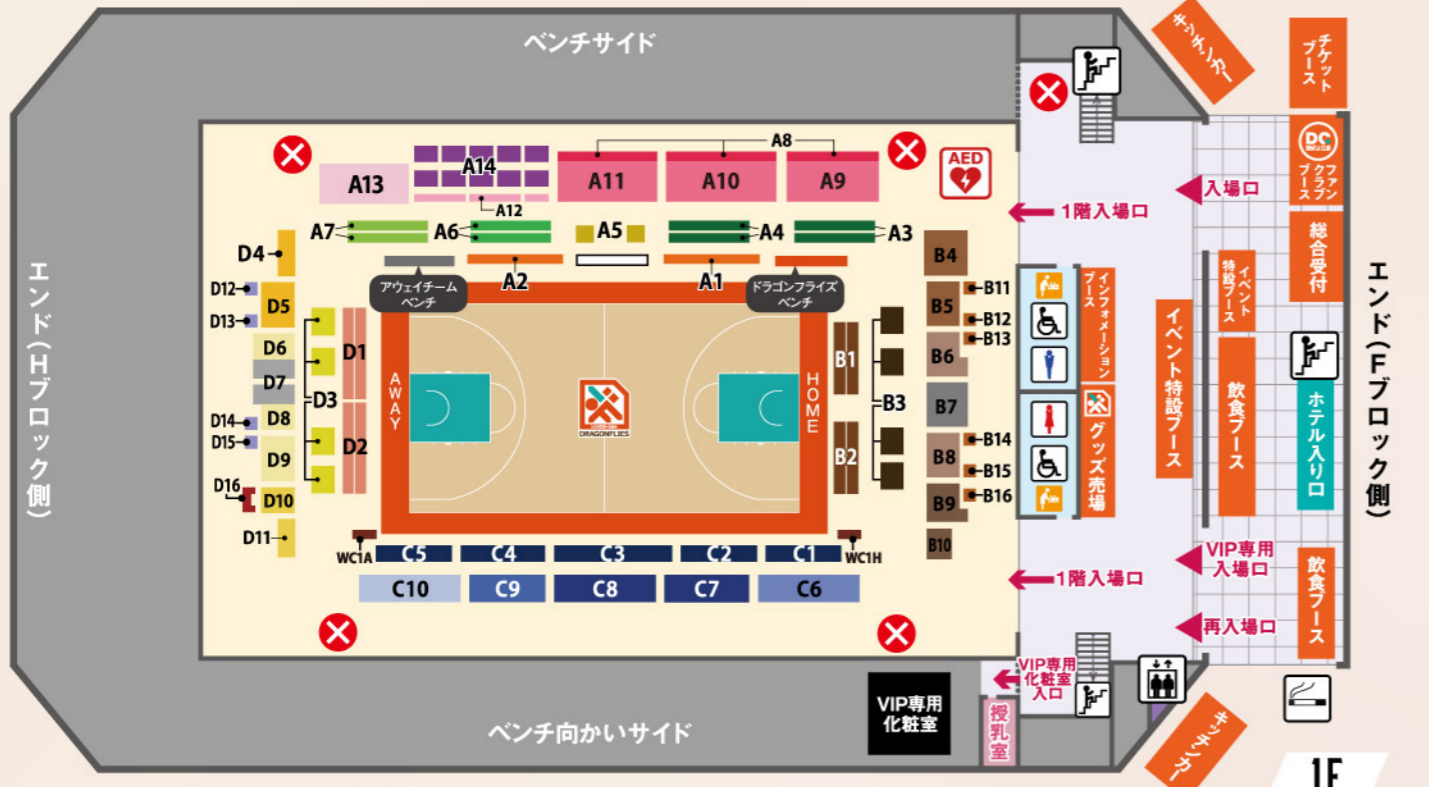 ベンチサイド
キッチンカー
チケット
ブース
DC
ファン
クラブ
ブース
AED
A8
A14
A13
A11
A10
A9
A12
入場口
1階入場口
A7
A6
A5
A4
A3
総合受付
D4
B4
A2
A1
アウェイチーム
ベンチ
ドラゴンフライズ
ベンチ
エンド(Hブロック側)
エンド(Fブロック側)
インフォメーション
ブース
イベント
特設ブース
イベント特設ブース
D12
D5
D13
B5
B11
B12
B13
D6
D7
D1
D3
D8
D14
D15
D2
D9
D16
D10
D11
AWAY
HOME
DRAGONFLIES
B1
B3
B2
B6
B7
B8
B14
B15
B9
B16
B10
グッズ売場
飲食ブース
ホテル入り口
WC1A
C5
C4
C3
C2
C1
WC1H
C10
C9
C8
C7
C6
1階入場口
VIP専用
入場口
再入場口
飲食ブース
VIP専用
化粧室
入口
VIP専用
化粧室
授乳室
ベンチ向かいサイド
キッチンカー
1F